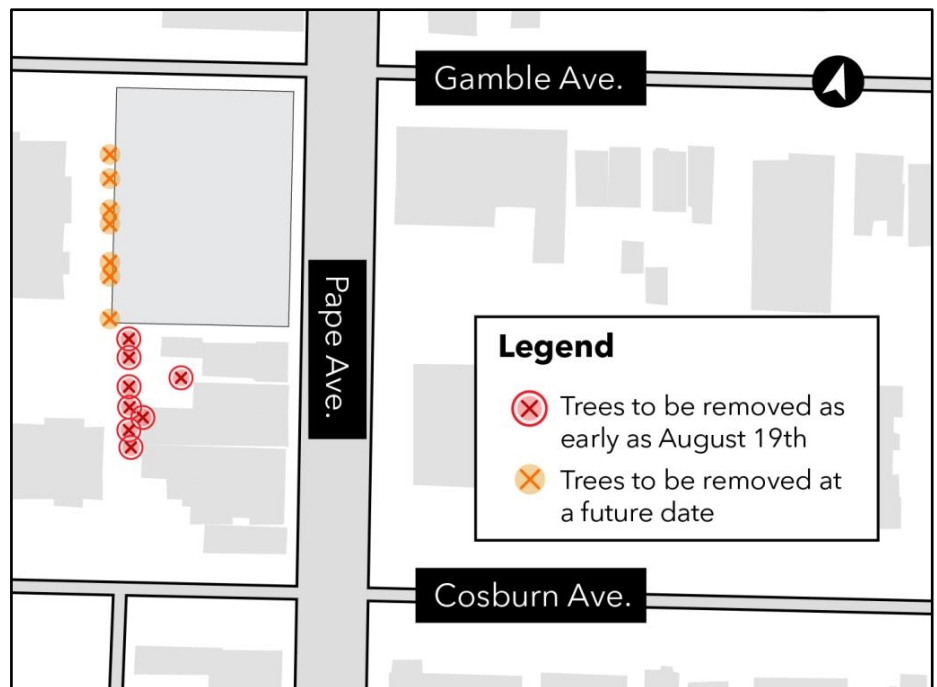 Gamble Ave.
Pape Ave.
Legend
Trees to be removed as
early as August 19th
Trees to be removed at
a future date
Cosburn Ave.